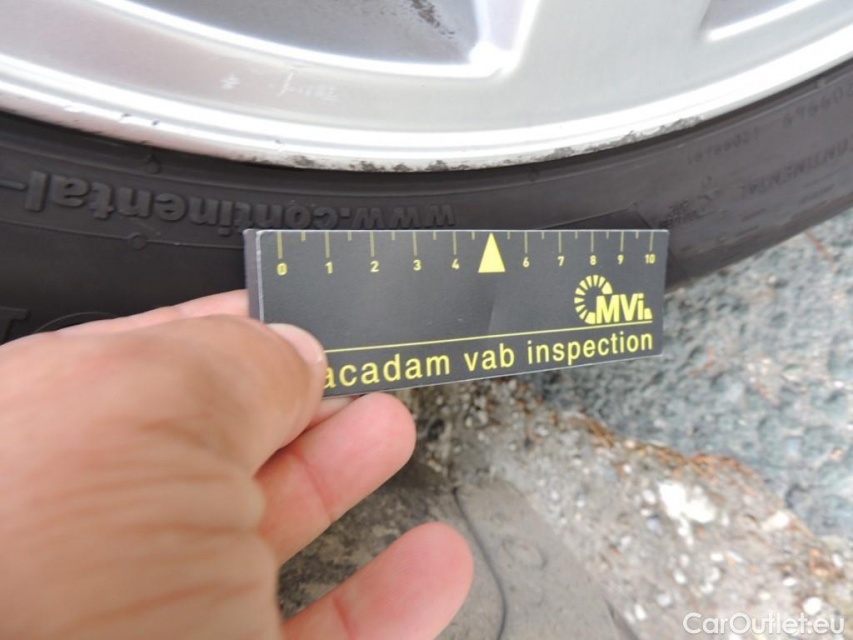 www.continental-
0 1 2 3 4 6 7 8 9 10
MVi
acadam vab inspection
CarOutlet.eu